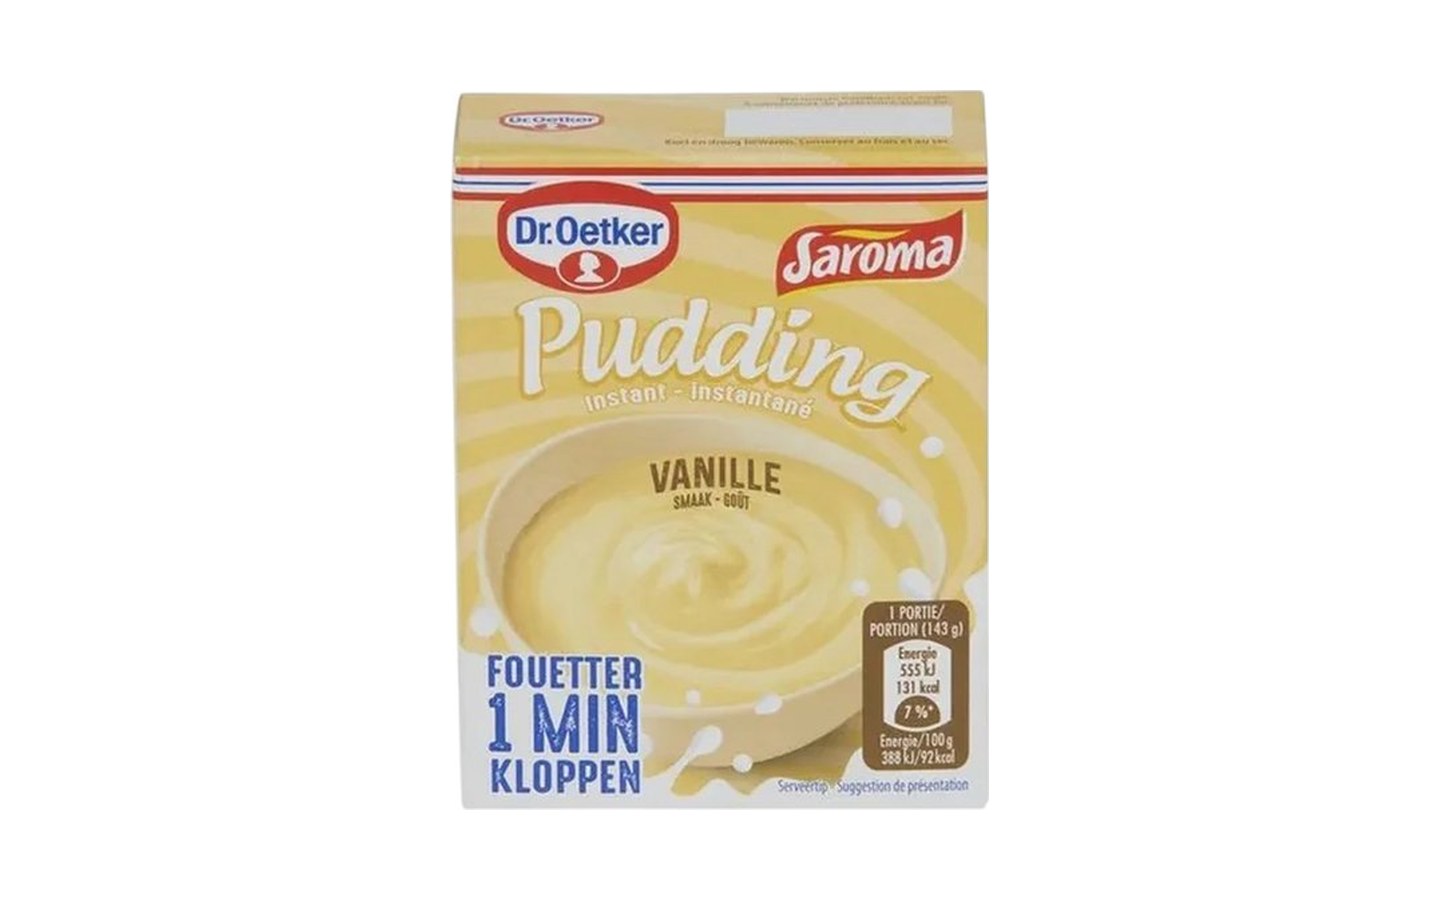 Dr.Oetker
Koel en droog bewaren. Conserver au frais et au sec.
Dr.Oetker
Saroma
Pudding
Instant - Instantané
VANILLE
SMAAK - GOÛT
1 PORTIE/
PORTION (143 g)
Energie
555 kJ
131 kcal
7 %*
Energie/100 g
388 kJ/92 kcal
FOUETTER
1 MIN
KLOPPEN
Serveertip - Suggestion de présentation